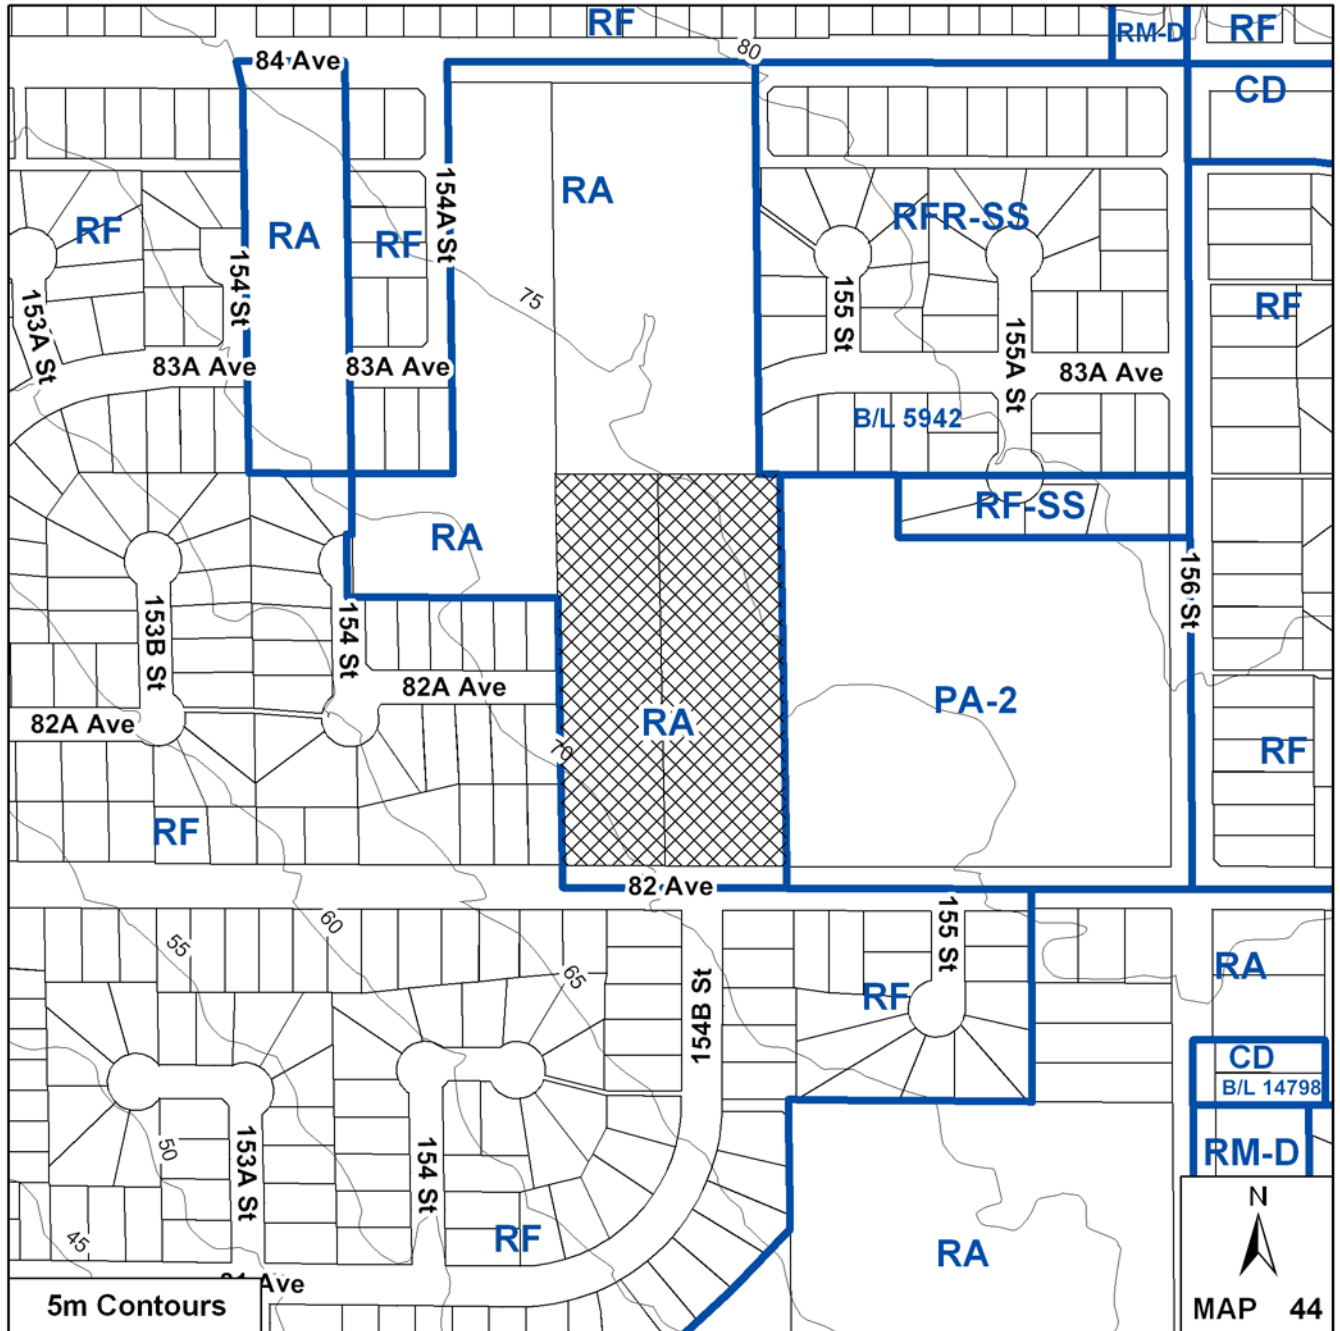 RF
RM-D
RF
80
84 Ave
CD
RA
RF
RA
RF
154A St
RFR-SS
154 St
153A St
75
155 St
155A St
RF
83A Ave
83A Ave
83A Ave
B/L 5942
RF-SS
RA
156 St
153B St
154 St
82A Ave
82A Ave
RA
PA-2
70
RF
RF
82 Ave
155 St
60
55
65
RA
RF
154B St
CD
B/L 14798
50
153A St
154 St
RM-D
N
45
RF
RA
Ave
5m Contours
MAP 44